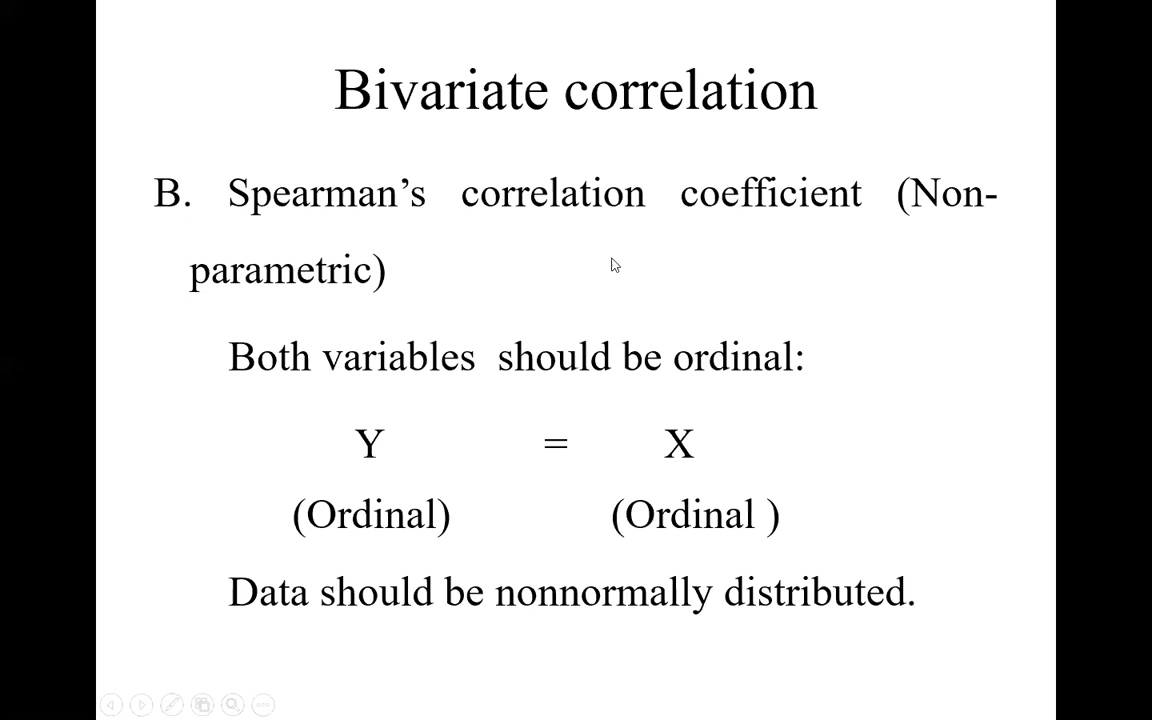 Bivariate correlation
B. Spearman’s correlation coefficient (Non-
parametric)
Both variables should be ordinal:
Y = X
(Ordinal) (Ordinal )
Data should be nonnormally distributed.